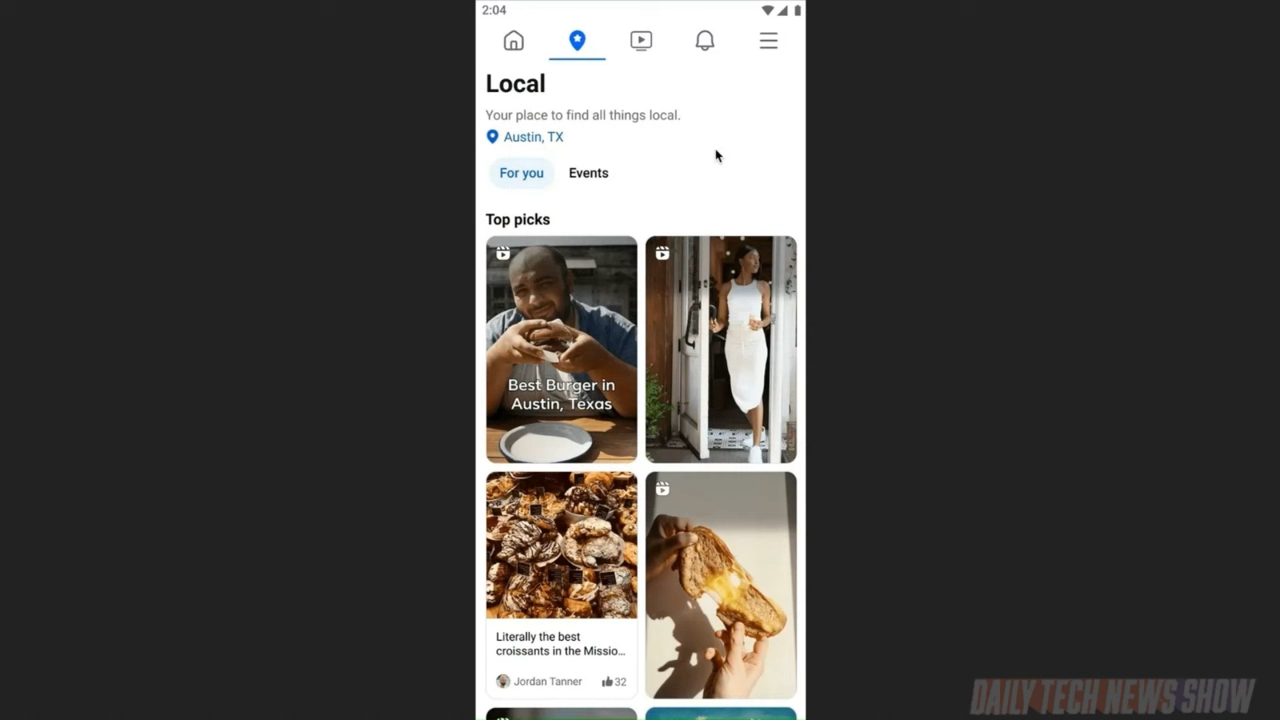 2:04
Local
Your place to find all things local.
Austin, TX
For you
Events
Top picks
Best Burger in
Austin, Texas
Literally the best
croissants in the Missio...
Jordan Tanner
32
DAILY TECH NEWS SHOW